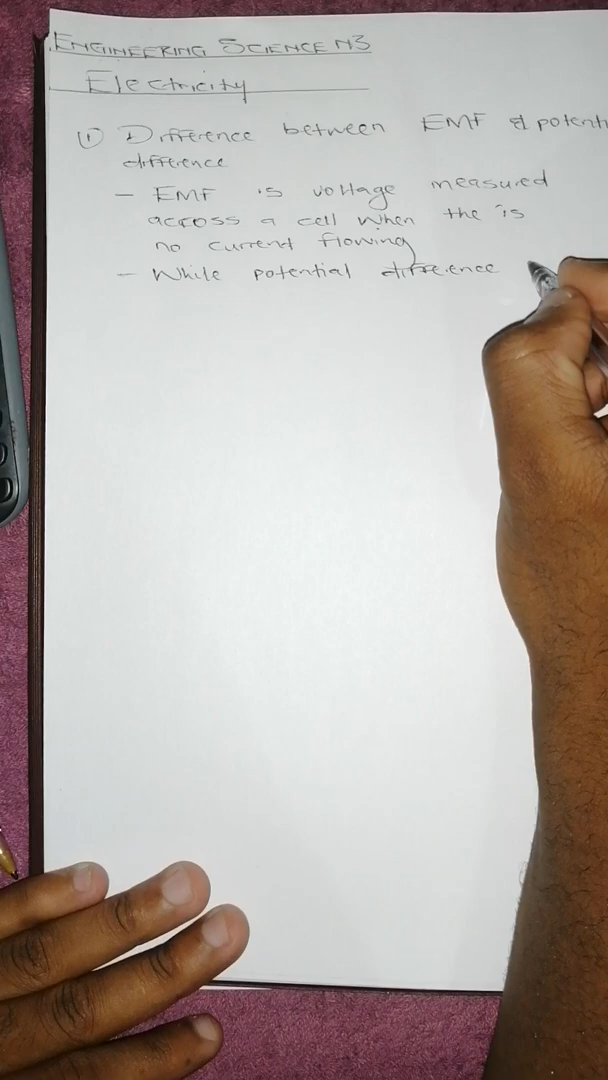 ENGINEERING SCIENCE N3
Electricity
① Difference between EMF & potenti
difference
- EMF is voltage measured
across a cell when the is
no current flowing
- While potential difference